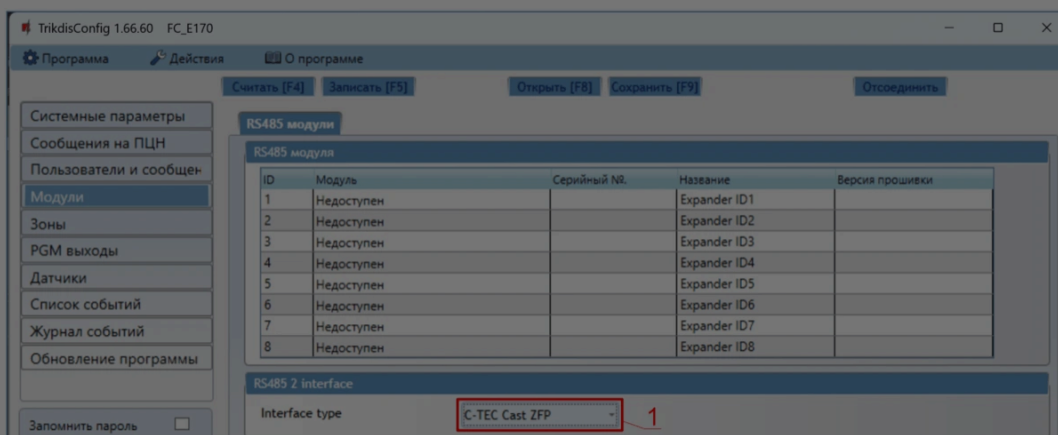 TrikdisConfig 1.66.60 FC_E170
Программа Действия О программе
Считать [F4] Записать [F5] Открыть [F8] Сохранить [F9] Отсоединить
Системные параметры
Сообщения на ПЦН
Пользователи и сообщен
Модули
Зоны
PGM выходы
Датчики
Список событий
Журнал событий
Обновление программы
Запомнить пароль
RS485 модули
RS485 модуля
ID Модуль Серийный №. Название Версия прошивки
1 Недоступен Expander ID1
2 Недоступен Expander ID2
3 Недоступен Expander ID3
4 Недоступен Expander ID4
5 Недоступен Expander ID5
6 Недоступен Expander ID6
7 Недоступен Expander ID7
8 Недоступен Expander ID8
RS485 2 interface
Interface type C-TEC Cast ZFP 1